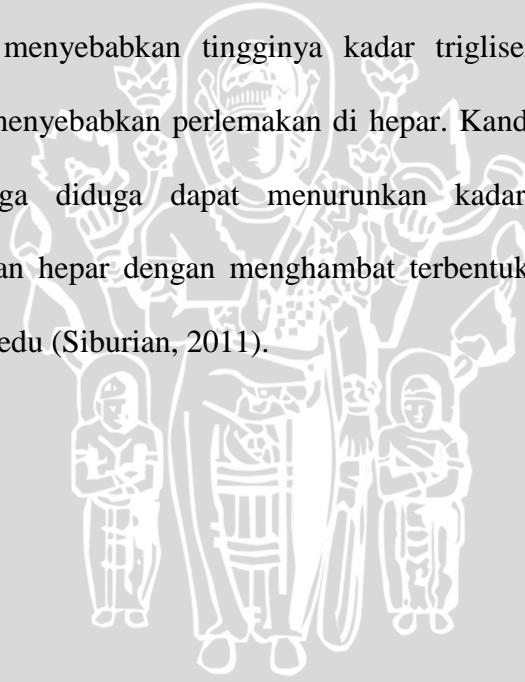 menyebabkan tingginya kadar triglise
menyebabkan perlemakan di hepar. Kand
ga diduga dapat menurunkan kadar
an hepar dengan menghambat terbentuk
edu (Siburian, 2011).